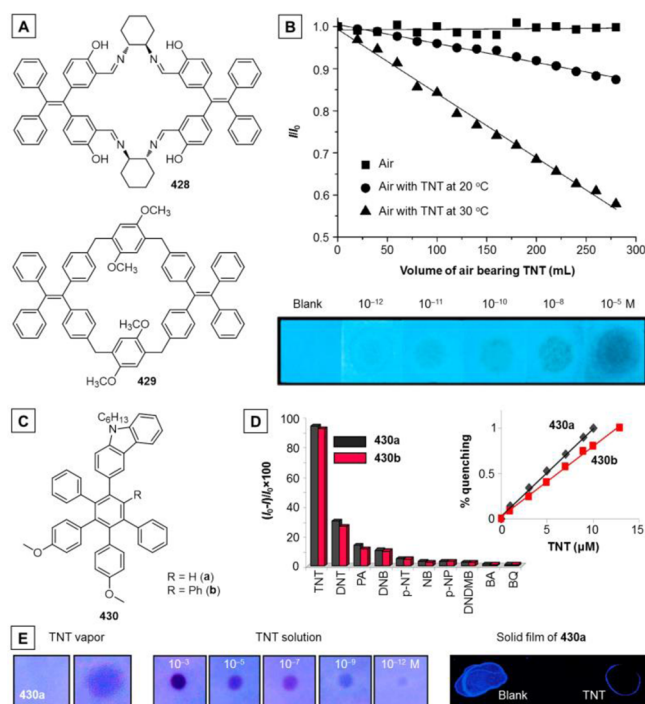 A
OH
HO
N
N
N
N
OH
HO
428
OCH₃
OCH₃
H₃CO
H₃CO
429
B
I/I₀
1.0
0.9
0.8
0.7
0.6
0.5
Air
Air with TNT at 20 °C
Air with TNT at 30 °C
0 50 100 150 200 250 300
Volume of air bearing TNT (mL)
Blank 10⁻¹² 10⁻¹¹ 10⁻¹⁰ 10⁻⁸ 10⁻⁵ M
C
C₆H₁₃
N
R
O
O
R = H (a)
R = Ph (b)
430
D
(I₀-I)/I₀×100
100
80
60
40
20
0
430a
430b
TNT
DNT
PA
DNB
p-NT
NB
p-NP
DNDMB
BA
BQ
% quenching
1
0.5
0
430a
430b
0 5 10 15
TNT (µM)
E
TNT vapor
TNT solution
Solid film of 430a
430a
10⁻³ 10⁻⁵ 10⁻⁷ 10⁻⁹ 10⁻¹² M
Blank
TNT